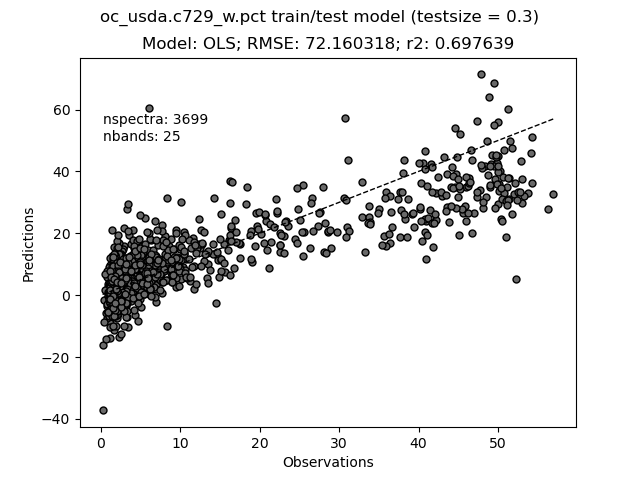 oc_usda.c729_w.pct train/test model (testsize = 0.3)
Model: OLS; RMSE: 72.160318; r2: 0.697639
nspectra: 3699
nbands: 25
Predictions
60
40
20
0
−20
−40
0 10 20 30 40 50
Observations